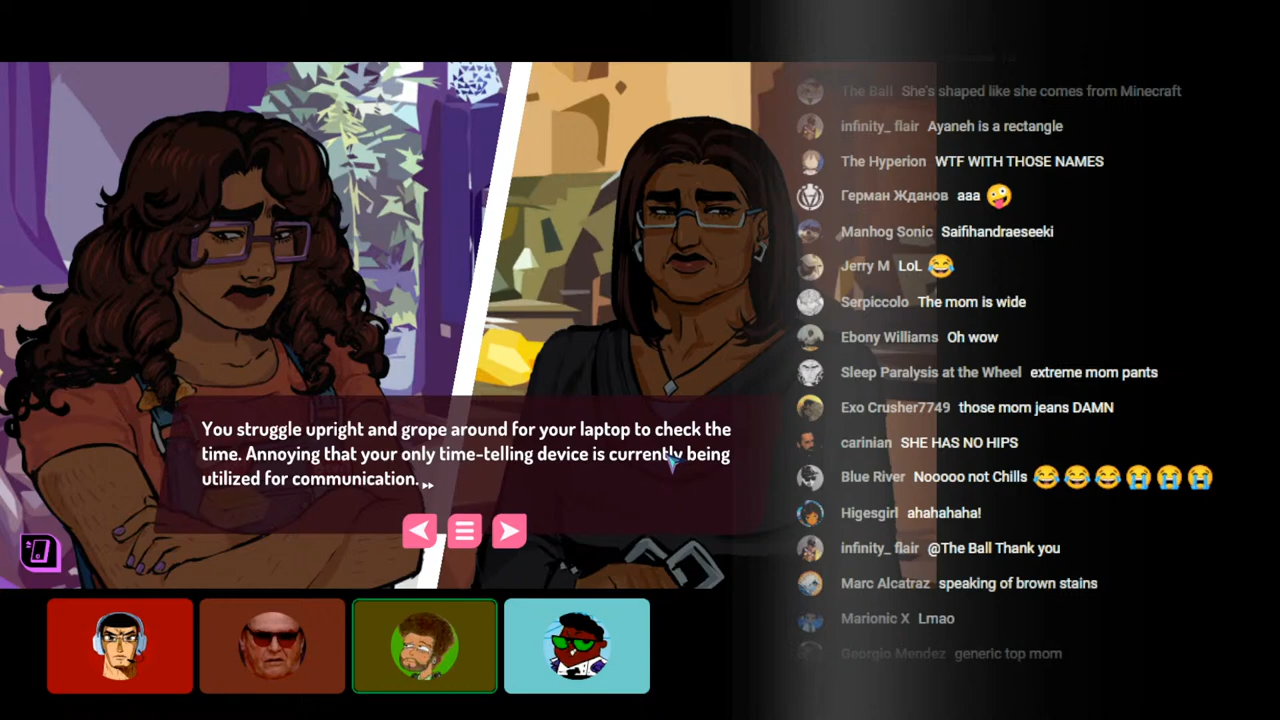 You struggle upright and grope around for your laptop to check the
time. Annoying that your only time-telling device is currently being
utilized for communication.
The Ball She's shaped like she comes from Minecraft
infinity_ flair Ayaneh is a rectangle
The Hyperion WTF WITH THOSE NAMES
Герман Жданов ааа 🤪
Manhog Sonic Saifihandraeseeki
Jerry M LoL 😂
Serpiccolo The mom is wide
Ebony Williams Oh wow
Sleep Paralysis at the Wheel extreme mom pants
Exo Crusher7749 those mom jeans DAMN
carinian SHE HAS NO HIPS
Blue River Nooooo not Chills 😂😂😂😭😭😭
Higesgirl ahahahaha!
infinity_ flair @The Ball Thank you
Marc Alcatraz speaking of brown stains
Marionic X Lmao
Georgio Mendez generic top mom